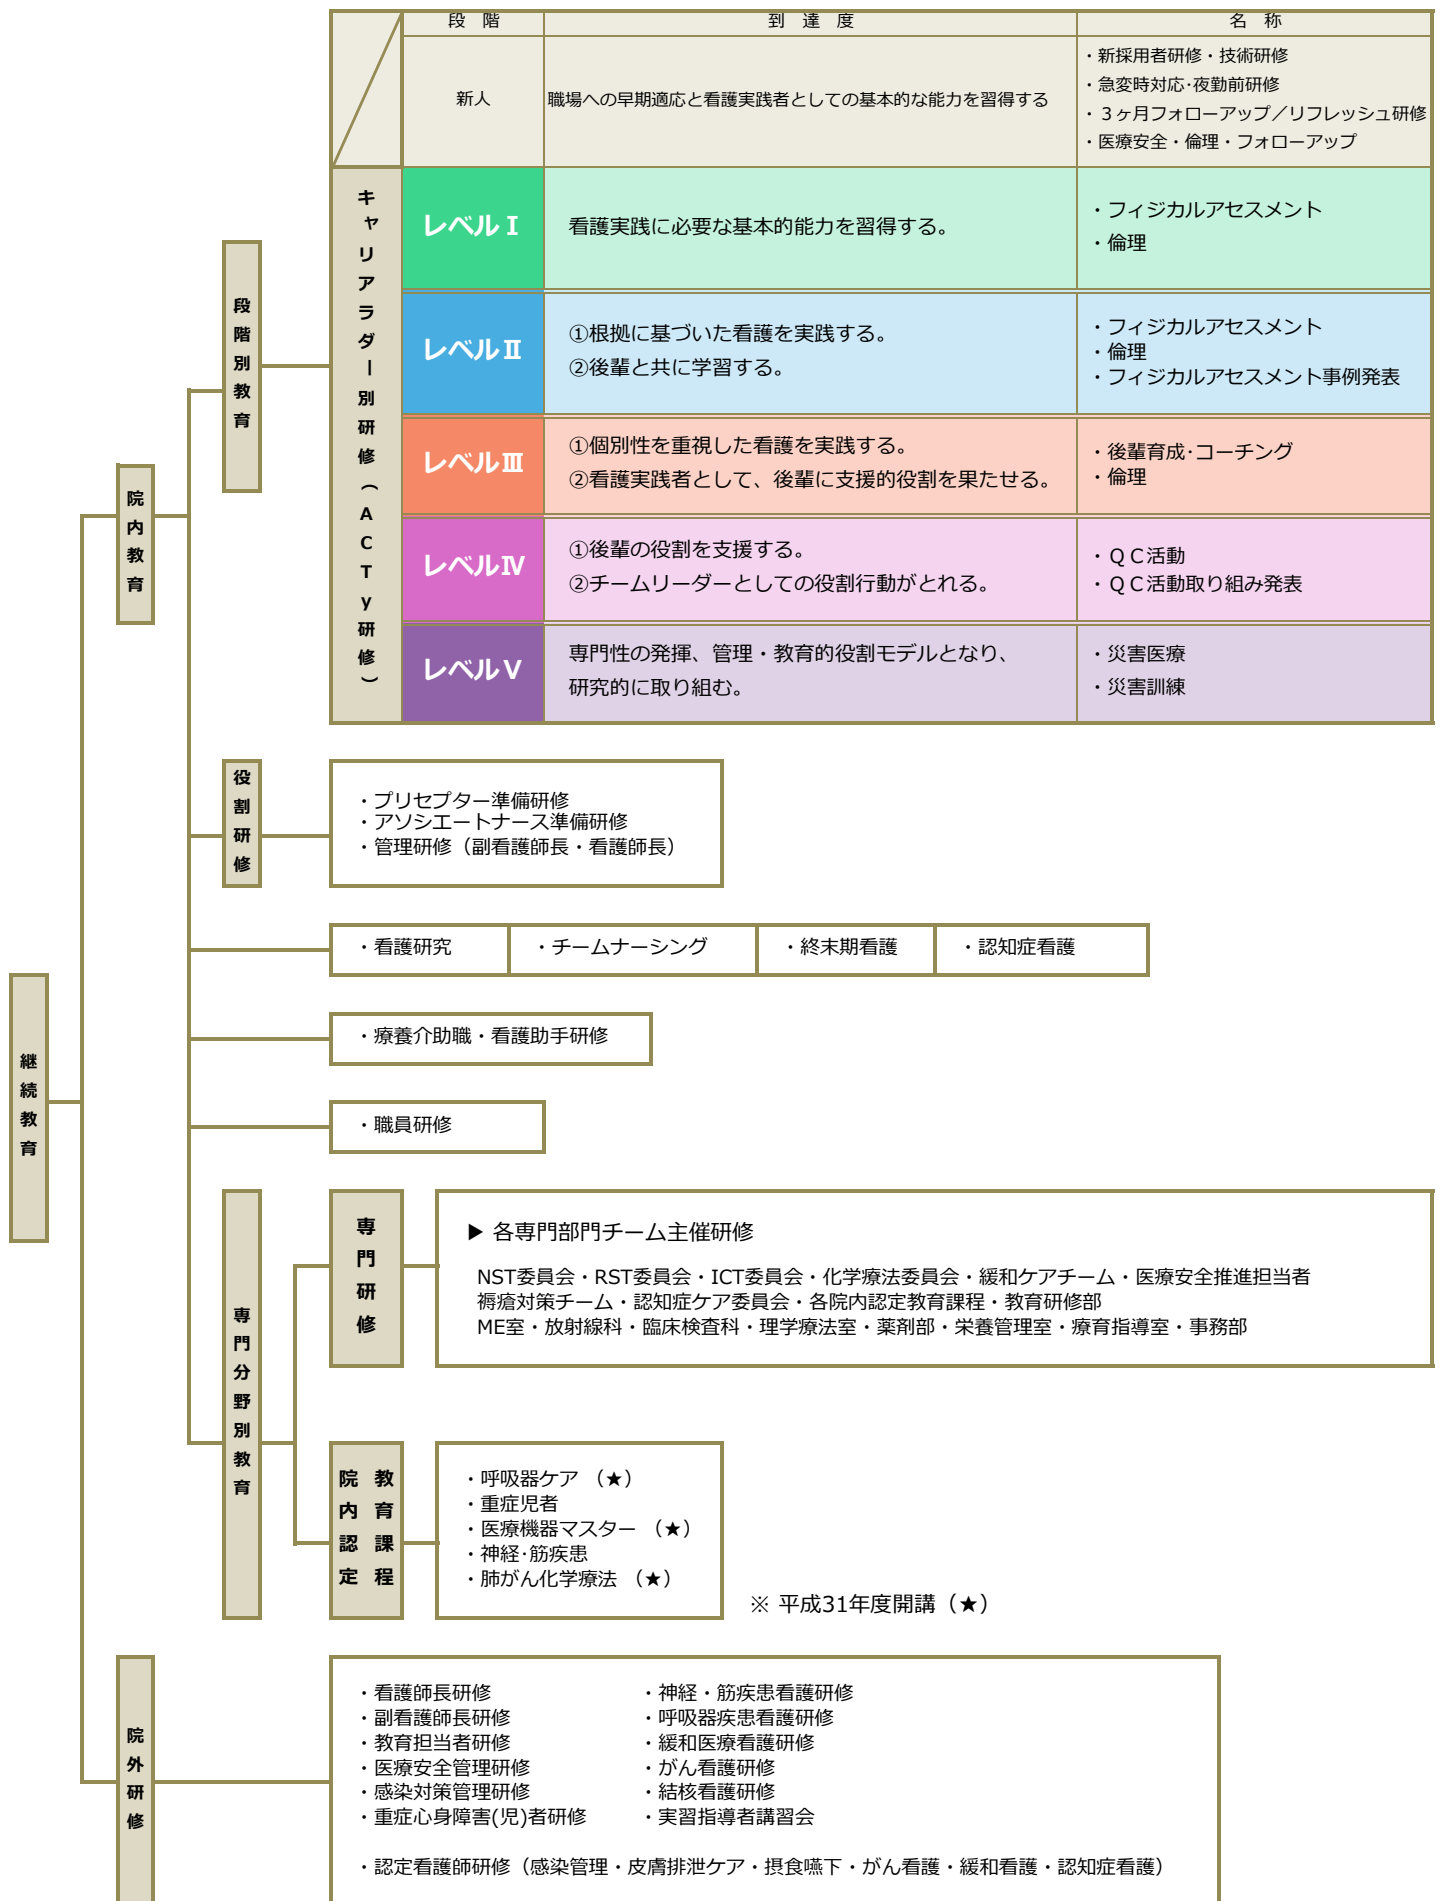 段　階
到　達　度
名　称
新人
職場への早期適応と看護実践者としての基本的な能力を習得する
・新採用者研修・技術研修
・急変時対応･夜勤前研修
・３ヶ月フォローアップ／リフレッシュ研修
・医療安全・倫理・フォローアップ
キャリアラダー別研修（ACTy研修）
レベルⅠ
看護実践に必要な基本的能力を習得する。
・フィジカルアセスメント
・倫理
レベルⅡ
①根拠に基づいた看護を実践する。
②後輩と共に学習する。
・フィジカルアセスメント
・倫理
・フィジカルアセスメント事例発表
レベルⅢ
①個別性を重視した看護を実践する。
②看護実践者として、後輩に支援的役割を果たせる。
・後輩育成･コーチング
・倫理
レベルⅣ
①後輩の役割を支援する。
②チームリーダーとしての役割行動がとれる。
・ＱＣ活動
・ＱＣ活動取り組み発表
レベルⅤ
専門性の発揮、管理・教育的役割モデルとなり、
研究的に取り組む。
・災害医療
・災害訓練
段階別教育
院内教育
継続教育
役割研修
・プリセプター準備研修
・アソシエートナース準備研修
・管理研修（副看護師長・看護師長）
・看護研究
・チームナーシング
・終末期看護
・認知症看護
・療養介助職・看護助手研修
・職員研修
専門分野別教育
専門研修
▶ 各専門部門チーム主催研修
NST委員会・RST委員会・ICT委員会・化学療法委員会・緩和ケアチーム・医療安全推進担当者
褥瘡対策チーム・認知症ケア委員会・各院内認定教育課程・教育研修部
ME室・放射線科・臨床検査科・理学療法室・薬剤部・栄養管理室・療育指導室・事務部
院内認定
教育課程
・呼吸器ケア （★）
・重症児者
・医療機器マスター （★）
・神経･筋疾患
・肺がん化学療法 （★）
※ 平成31年度開講（★）
院外研修
・看護師長研修
・副看護師長研修
・教育担当者研修
・医療安全管理研修
・感染対策管理研修
・重症心身障害(児)者研修
・神経・筋疾患看護研修
・呼吸器疾患看護研修
・緩和医療看護研修
・がん看護研修
・結核看護研修
・実習指導者講習会
・認定看護師研修（感染管理・皮膚排泄ケア・摂食嚥下・がん看護・緩和看護・認知症看護）